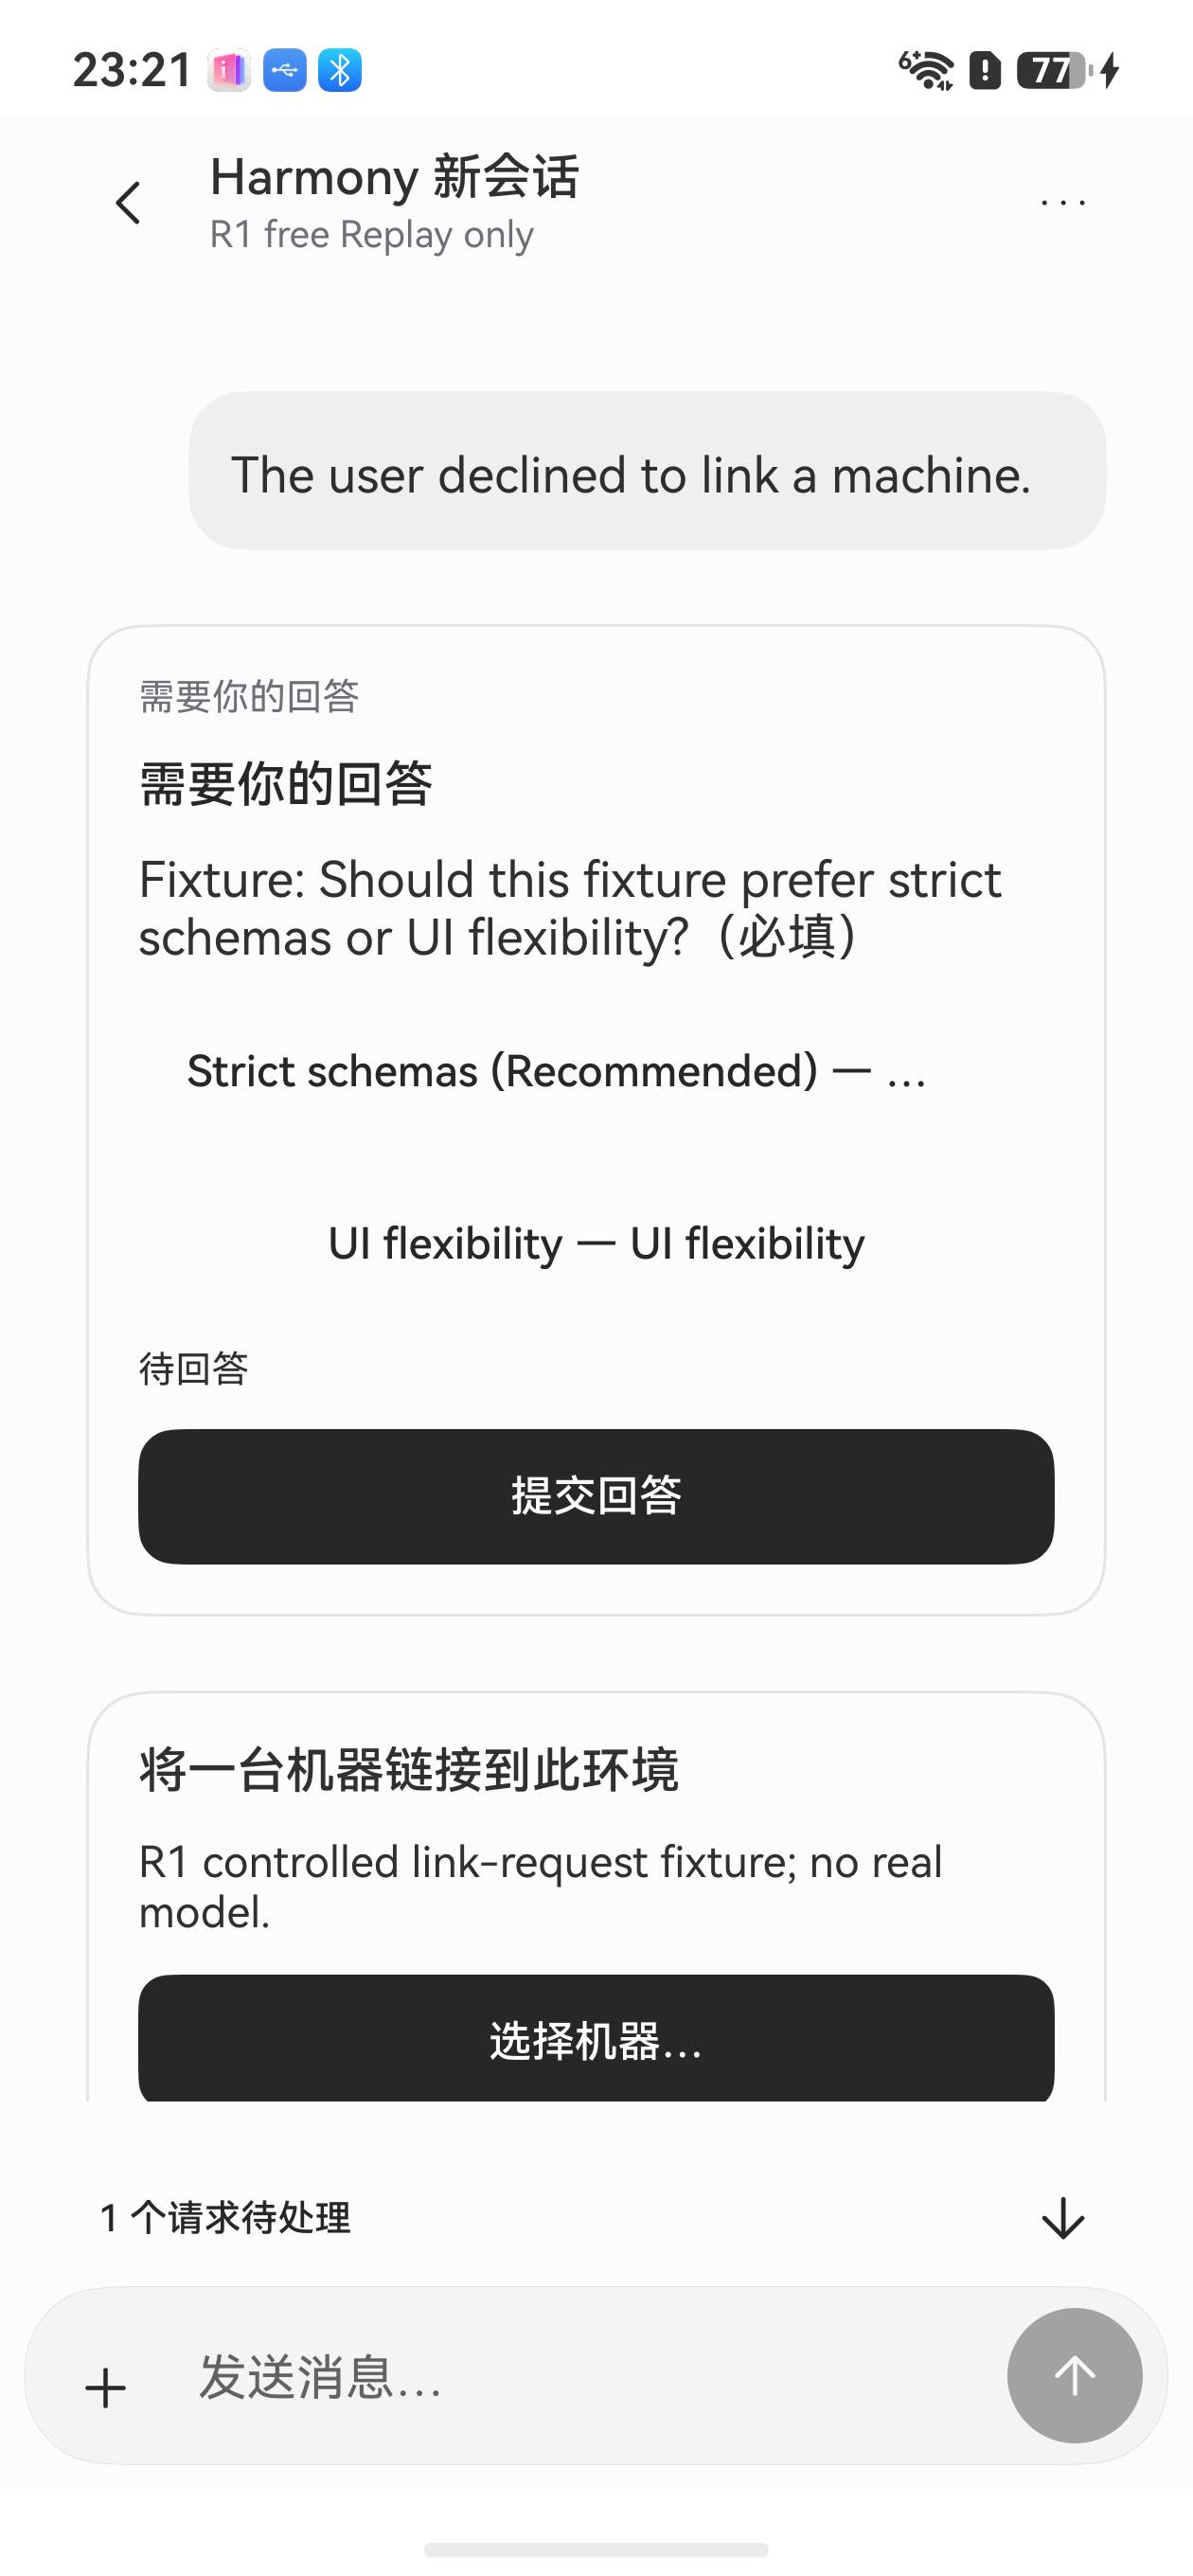 23:21
6+
77
Harmony 新会话
R1 free Replay only
The user declined to link a machine.
需要你的回答
需要你的回答
Fixture: Should this fixture prefer strict
schemas or UI flexibility?（必填）
Strict schemas (Recommended) — ...
UI flexibility — UI flexibility
待回答
提交回答
将一台机器链接到此环境
R1 controlled link-request fixture; no real
model.
选择机器...
1 个请求待处理
发送消息...